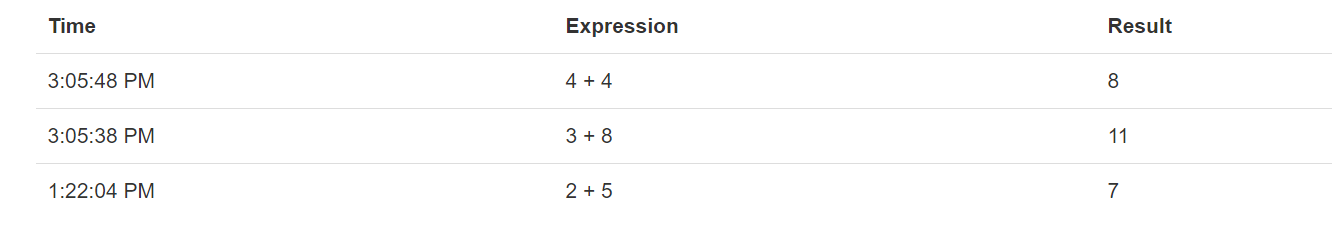 Time Expression Result
3:05:48 PM 4 + 4 8
3:05:38 PM 3 + 8 11
1:22:04 PM 2 + 5 7